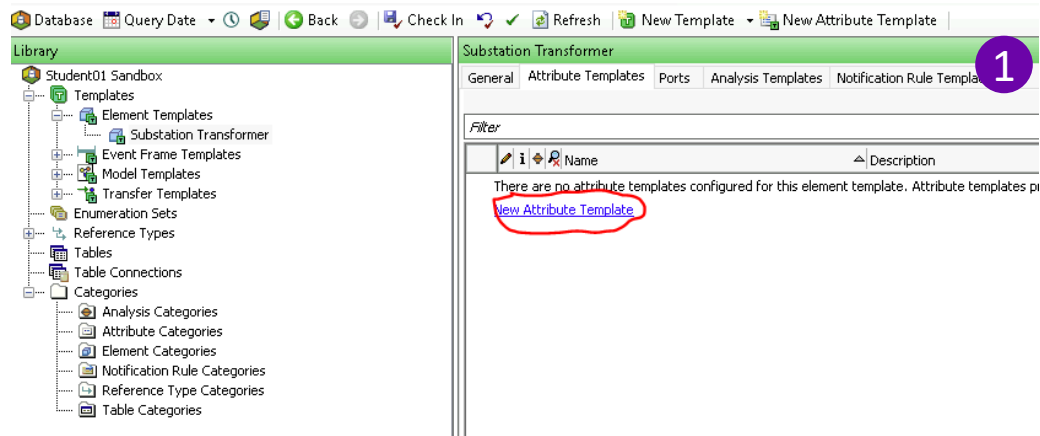 Database Query Date Back Check In Refresh New Template New Attribute Template
Library
Student01 Sandbox
Templates
Element Templates
Substation Transformer
Event Frame Templates
Model Templates
Transfer Templates
Enumeration Sets
Reference Types
Tables
Table Connections
Categories
Analysis Categories
Attribute Categories
Element Categories
Notification Rule Categories
Reference Type Categories
Table Categories
Substation Transformer
General Attribute Templates Ports Analysis Templates Notification Rule Templa
1
Filter
Name Description
There are no attribute templates configured for this element template. Attribute templates p
New Attribute Template